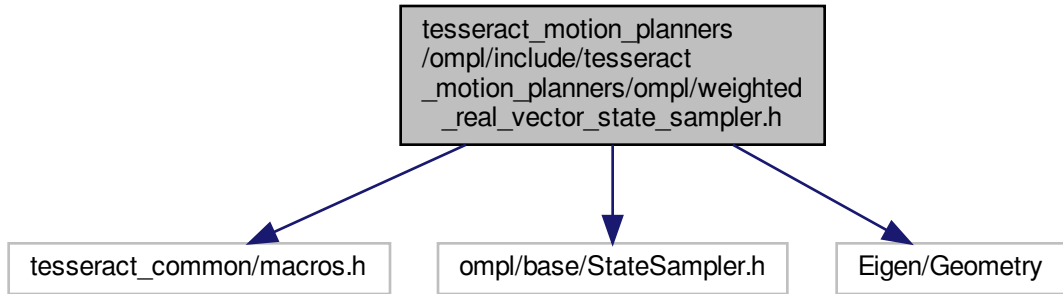 tesseract_motion_planners
/ompl/include/tesseract
_motion_planners/ompl/weighted
_real_vector_state_sampler.h
tesseract_common/macros.h
ompl/base/StateSampler.h
Eigen/Geometry